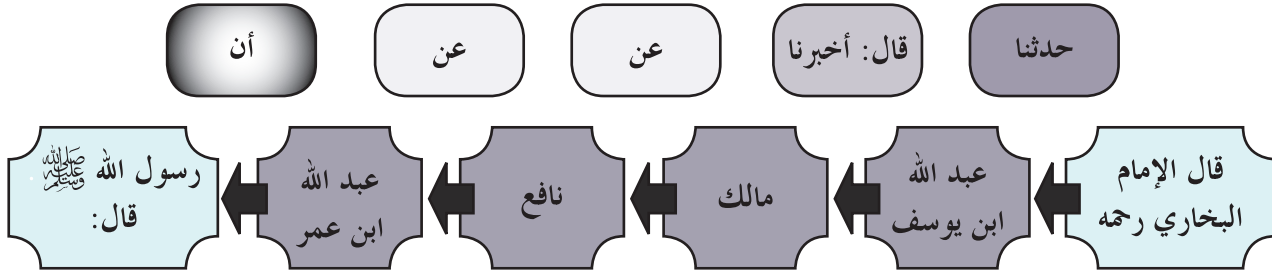 حدثنا
قال: أخبرنا
عن
عن
أن
قال الإمام
البخاري رحمه
عبد الله
ابن يوسف
مالك
نافع
عبد الله
ابن عمر
رسول الله ﷺ
قال: